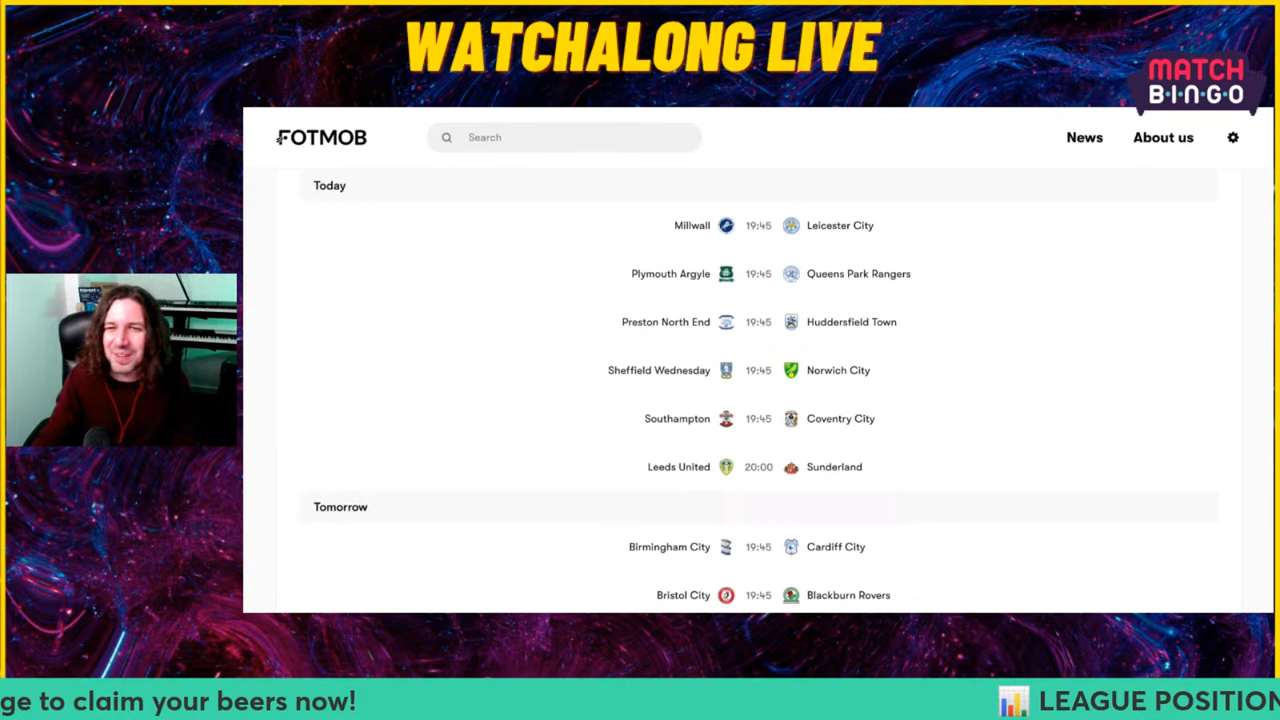 WATCHALONG LIVE
MATCH
B•I•N•G•O
FOTMOB
Search
News
About us
Today
Millwall 19:45 Leicester City
Plymouth Argyle 19:45 Queens Park Rangers
Preston North End 19:45 Huddersfield Town
Sheffield Wednesday 19:45 Norwich City
Southampton 19:45 Coventry City
Leeds United 20:00 Sunderland
Tomorrow
Birmingham City 19:45 Cardiff City
Bristol City 19:45 Blackburn Rovers
ge to claim your beers now!
LEAGUE POSITION